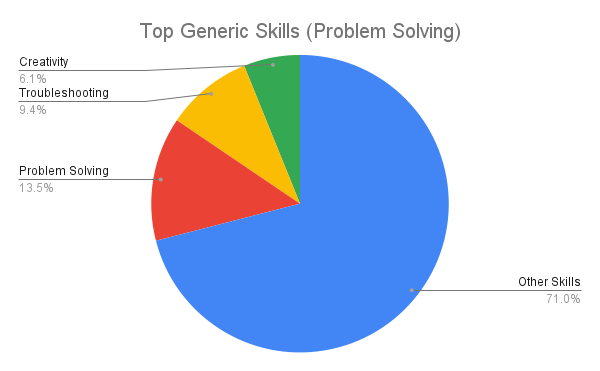 Top Generic Skills (Problem Solving)
Creativity
6.1%
Troubleshooting
9.4%
Problem Solving
13.5%
Other Skills
71.0%